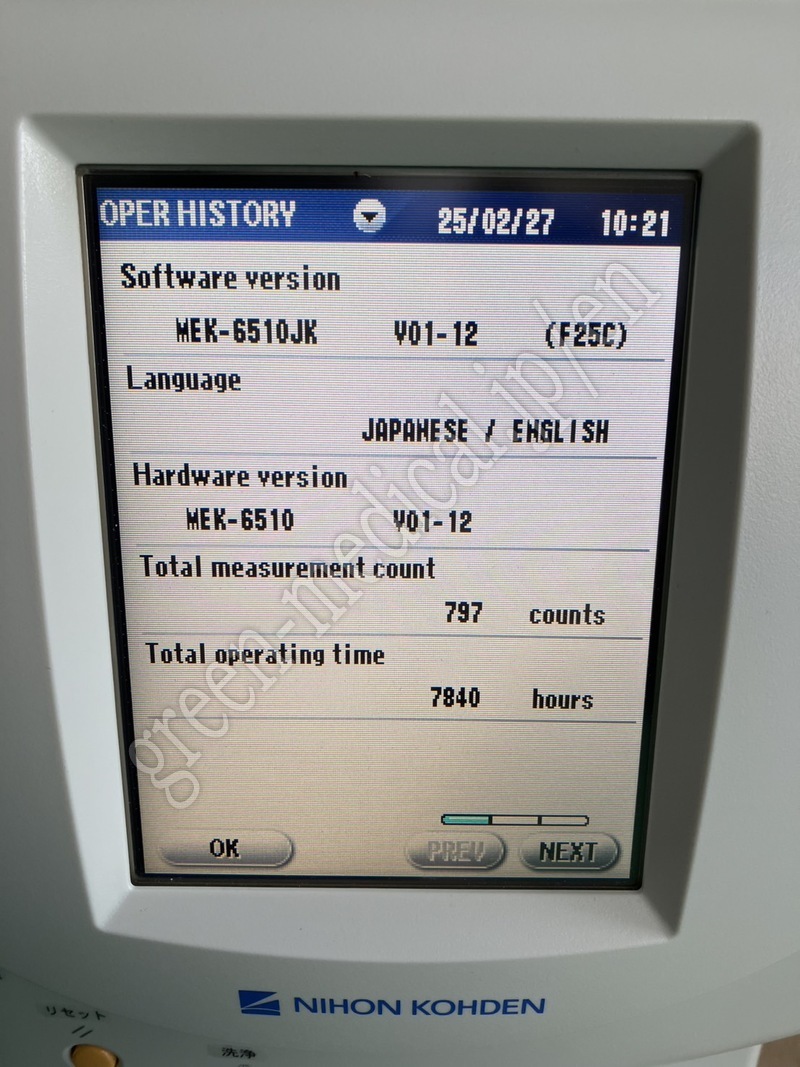 OPER HISTORY 25/02/27 10:21
Software version
MEK-6510JK V01-12 (F25C)
Language
JAPANESE / ENGLISH
Hardware version
MEK-6510 V01-12
Total measurement count
797 counts
Total operating time
7840 hours
OK PREV NEXT
NIHON KOHDEN
リセット
洗浄
green-medical.jp/en